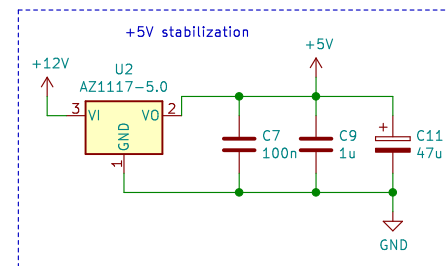 +5V stabilization
+12V
+5V
U2
AZ1117-5.0
3 VI VO 2
GND
1
C7
100n
C9
1u
+
C11
47u
GND